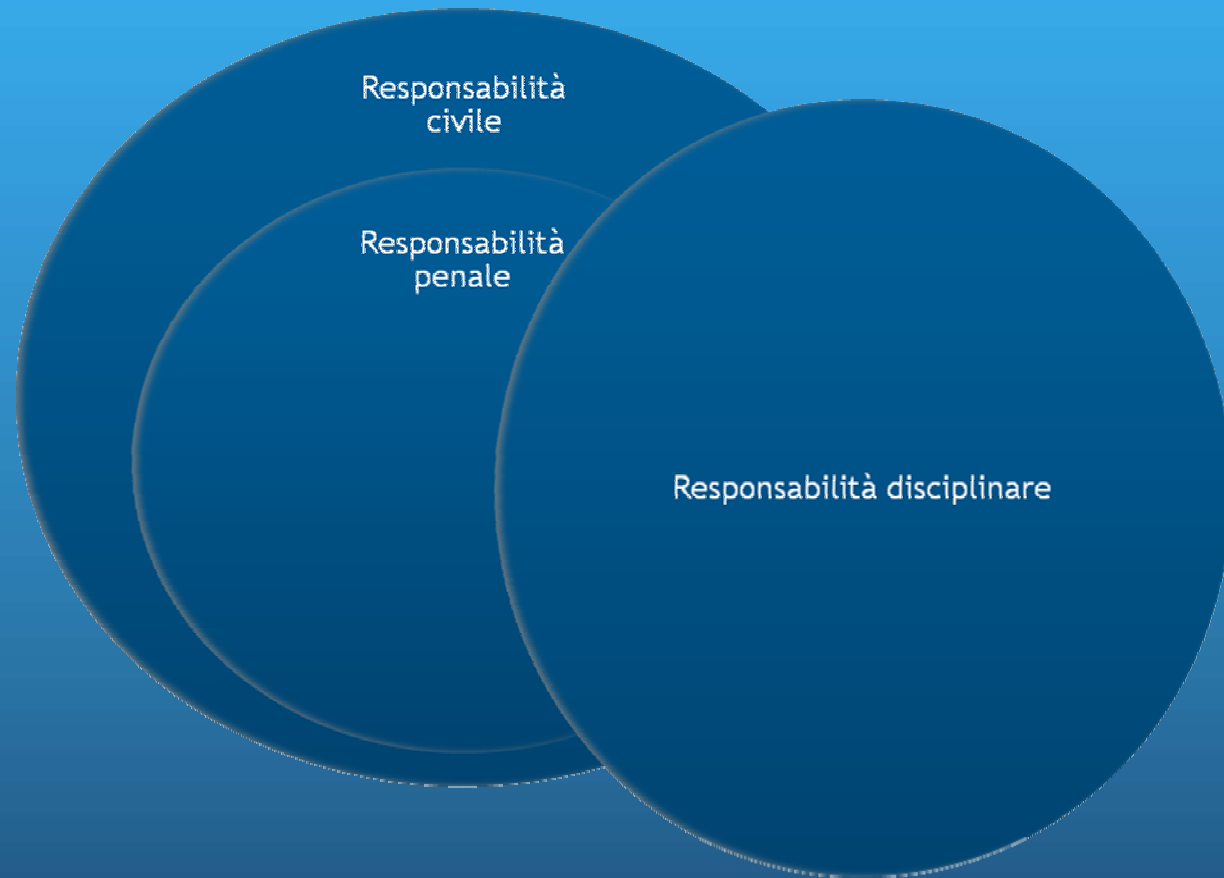 Responsabilità
civile
Responsabilità
penale
Responsabilità disciplinare